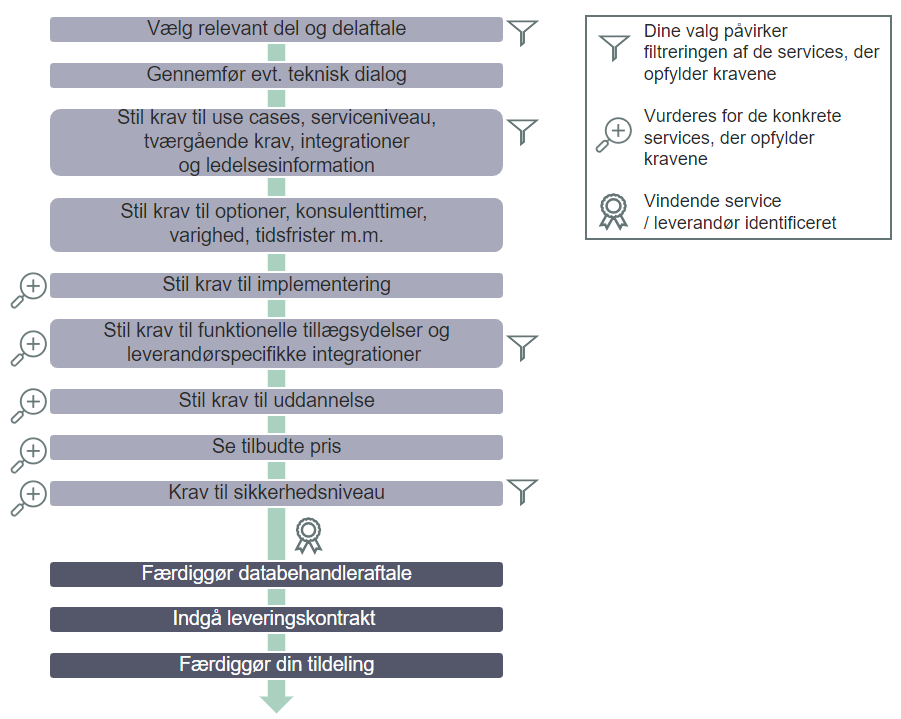 Vælg relevant del og delaftale
Gennemfør evt. teknisk dialog
Stil krav til use cases, serviceniveau,
tværgående krav, integrationer
og ledelsesinformation
Stil krav til optioner, konsulenttimer,
varighed, tidsfrister m.m.
Stil krav til implementering
Stil krav til funktionelle tillægsydelser og
leverandørspecifikke integrationer
Stil krav til uddannelse
Se tilbudte pris
Krav til sikkerhedsniveau
Færdiggør databehandleraftale
Indgå leveringskontrakt
Færdiggør din tildeling
Dine valg påvirker
filtreringen af de services, der
opfylder kravene
Vurderes for de konkrete
services, der opfylder
kravene
Vindende service
/ leverandør identificeret